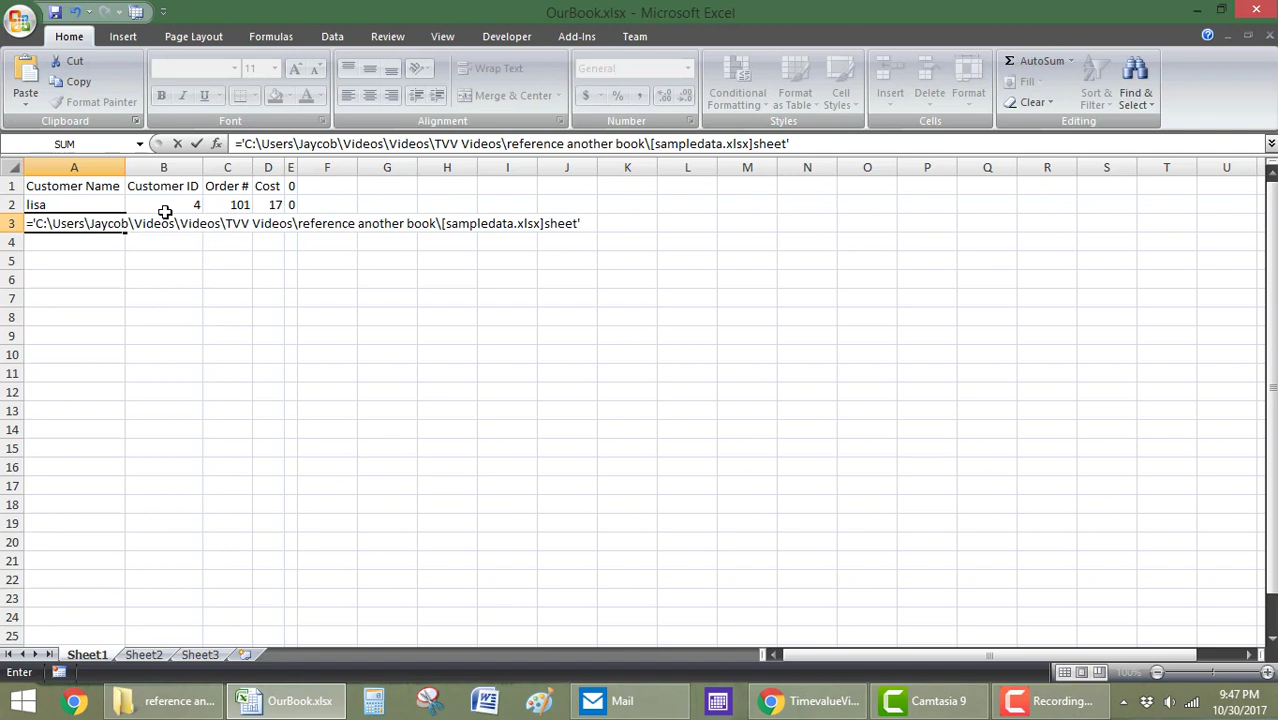 OurBook.xlsx - Microsoft Excel
Home Insert Page Layout Formulas Data Review View Developer Add-Ins Team
Paste
Cut
Copy
Format Painter
Clipboard
11
A A
B I U A
Font
Wrap Text
Merge & Center
Alignment
General
$ % ,
Number
Conditional Formatting
Format as Table
Cell Styles
Styles
Insert
Delete
Format
Cells
Σ AutoSum
Fill
Clear
Sort & Filter
Find & Select
Editing
SUM fx ='C:\Users\Jaycob\Videos\Videos\TVV Videos\reference another book\[sampledata.xlsx]sheet'
A B C D E F G H I J K L M N O P Q R S T U
1 Customer Name Customer ID Order # Cost 0
2 lisa 4 101 17 0
3 ='C:\Users\Jaycob\Videos\Videos\TVV Videos\reference another book\[sampledata.xlsx]sheet'
4
5
6
7
8
9
10
11
12
13
14
15
16
17
18
19
20
21
22
23
24
25
Sheet1 Sheet2 Sheet3
Enter 100%
reference an... OurBook.xlsx Mail TimevalueVi... Camtasia 9 Recording... 9:47 PM
10/30/2017